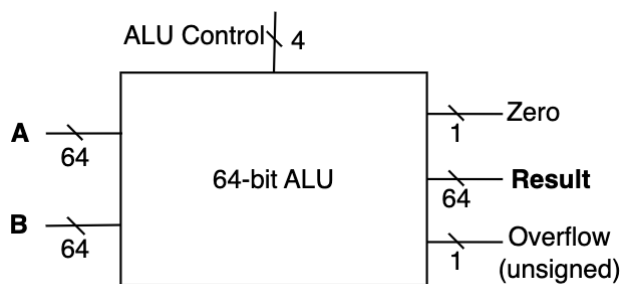 ALU Control
4
A
64
Zero
1
64-bit ALU
Result
64
B
64
Overflow
(unsigned)
1